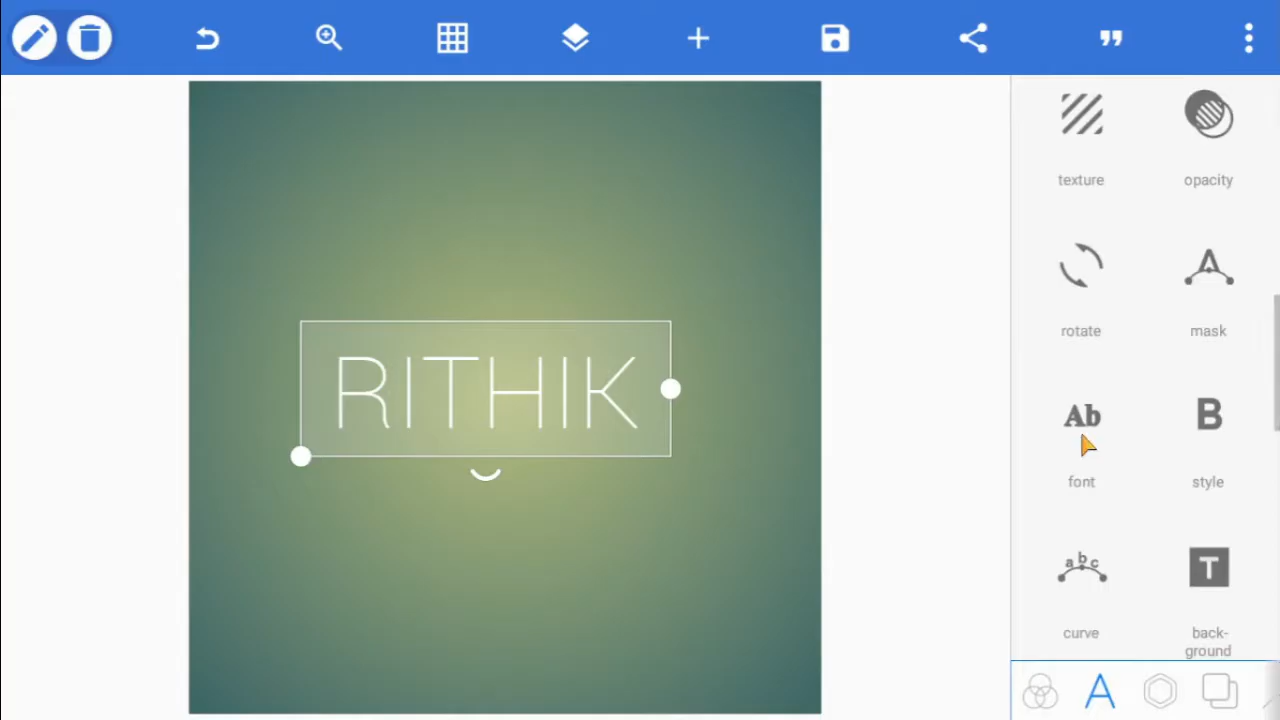 texture
opacity
RITHIK
rotate
mask
Ab
B
font
style
abc
T
curve
back-
ground
A